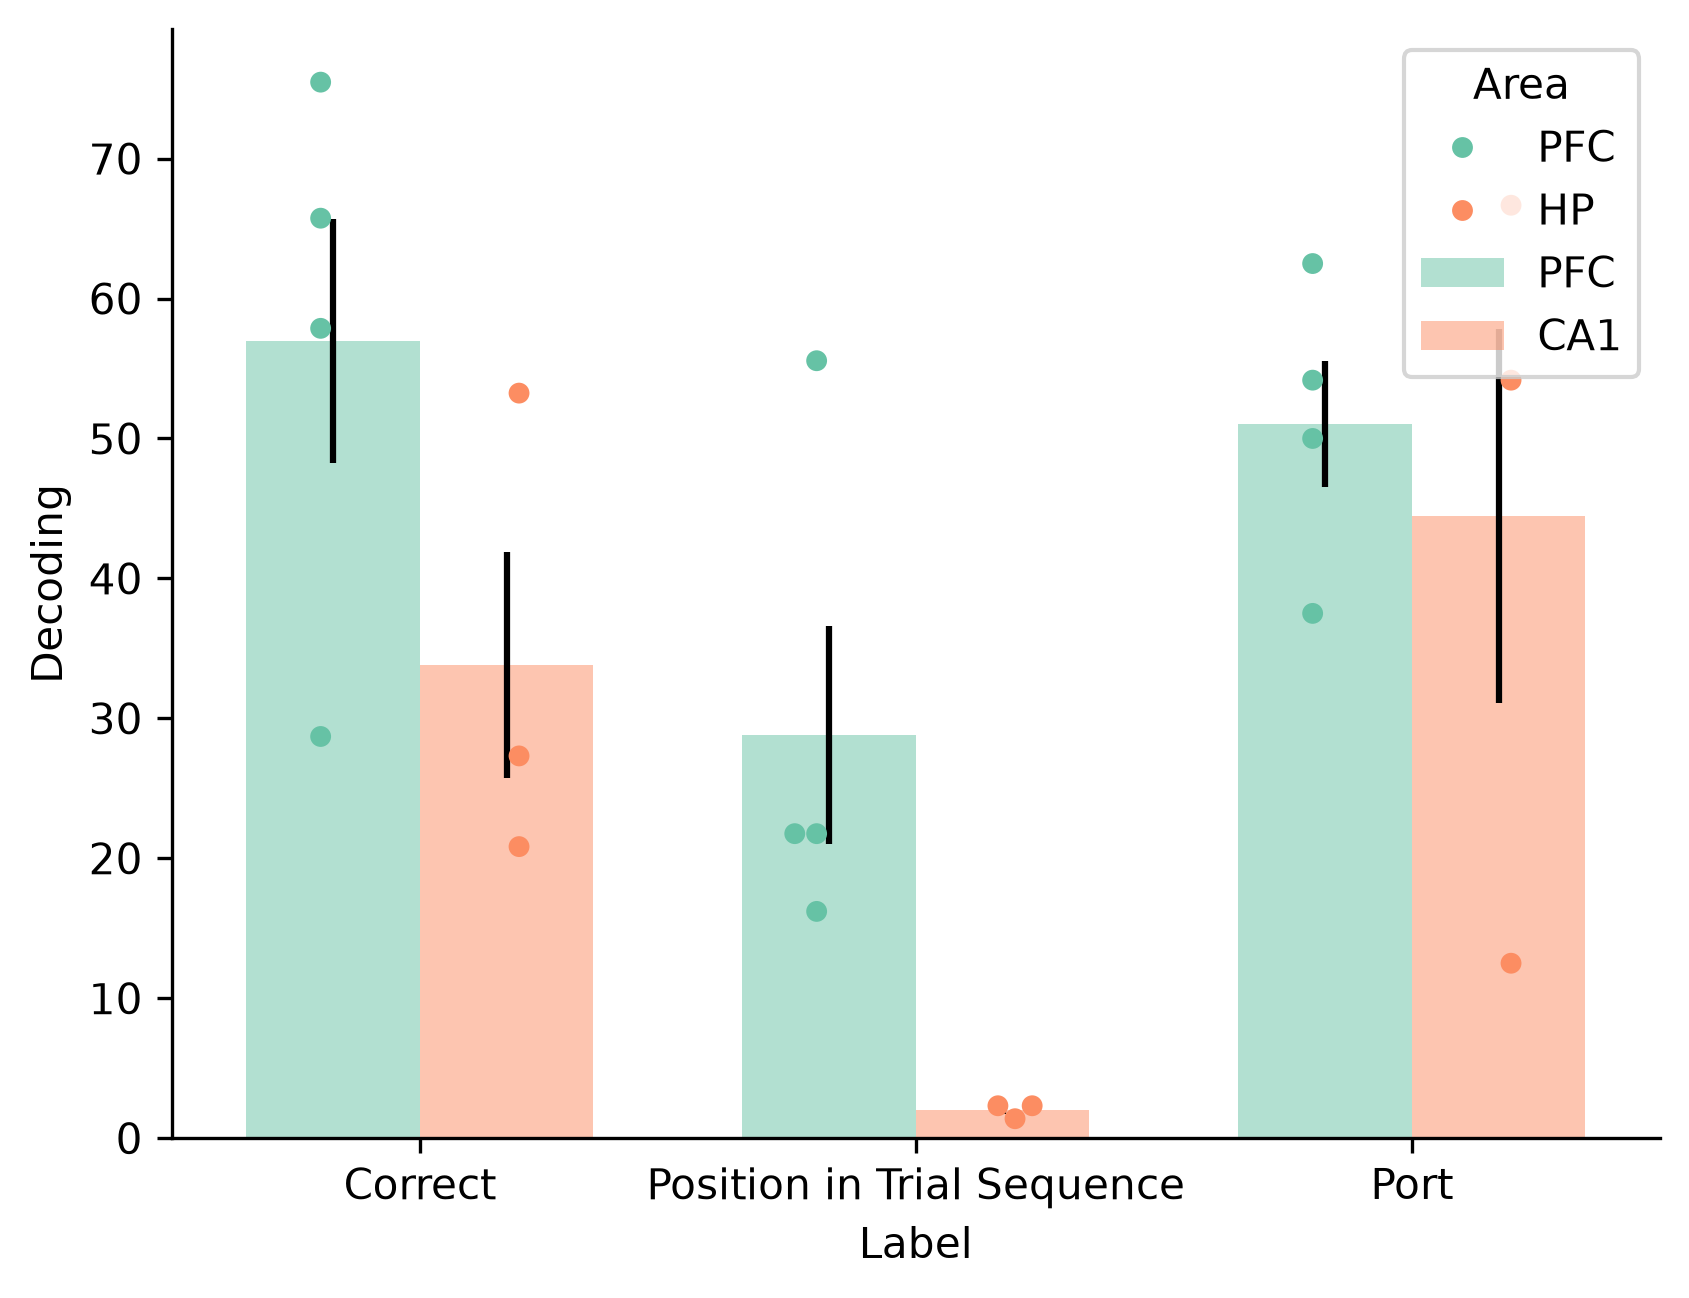 Area
PFC
HP
PFC
CA1
Decoding
70
60
50
40
30
20
10
0
Correct
Position in Trial Sequence
Port
Label